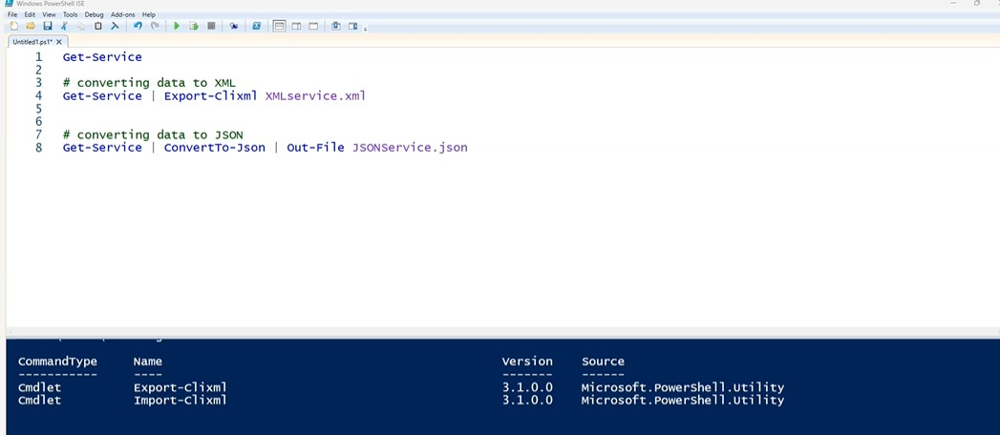 Windows PowerShell ISE
File Edit View Tools Debug Add-ons Help
Untitled1.ps1* X
1 Get-Service
2
3 # converting data to XML
4 Get-Service | Export-Clixml XMLservice.xml
5
6
7 # converting data to JSON
8 Get-Service | ConvertTo-Json | Out-File JSONService.json
CommandType Name Version Source
----------- ---- ------- ------
Cmdlet Export-Clixml 3.1.0.0 Microsoft.PowerShell.Utility
Cmdlet Import-Clixml 3.1.0.0 Microsoft.PowerShell.Utility